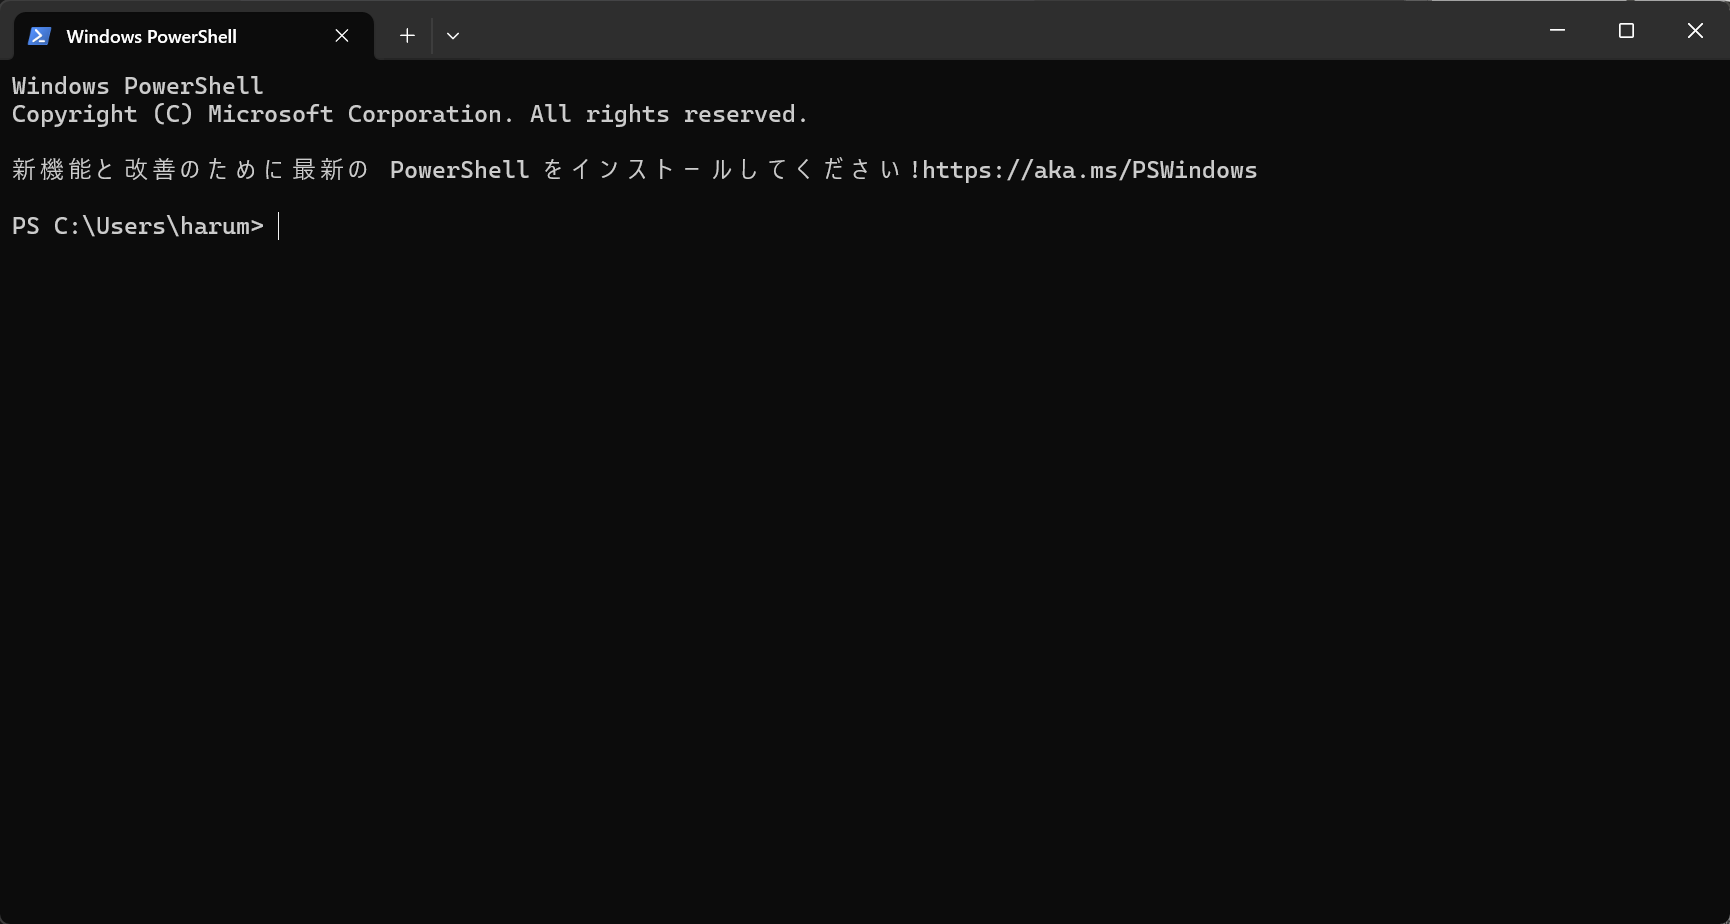 Windows PowerShell
Windows PowerShell
Copyright (C) Microsoft Corporation. All rights reserved.
新機能と改善のために最新の PowerShell をインストールしてください!https://aka.ms/PSWindows
PS C:\Users\harum>